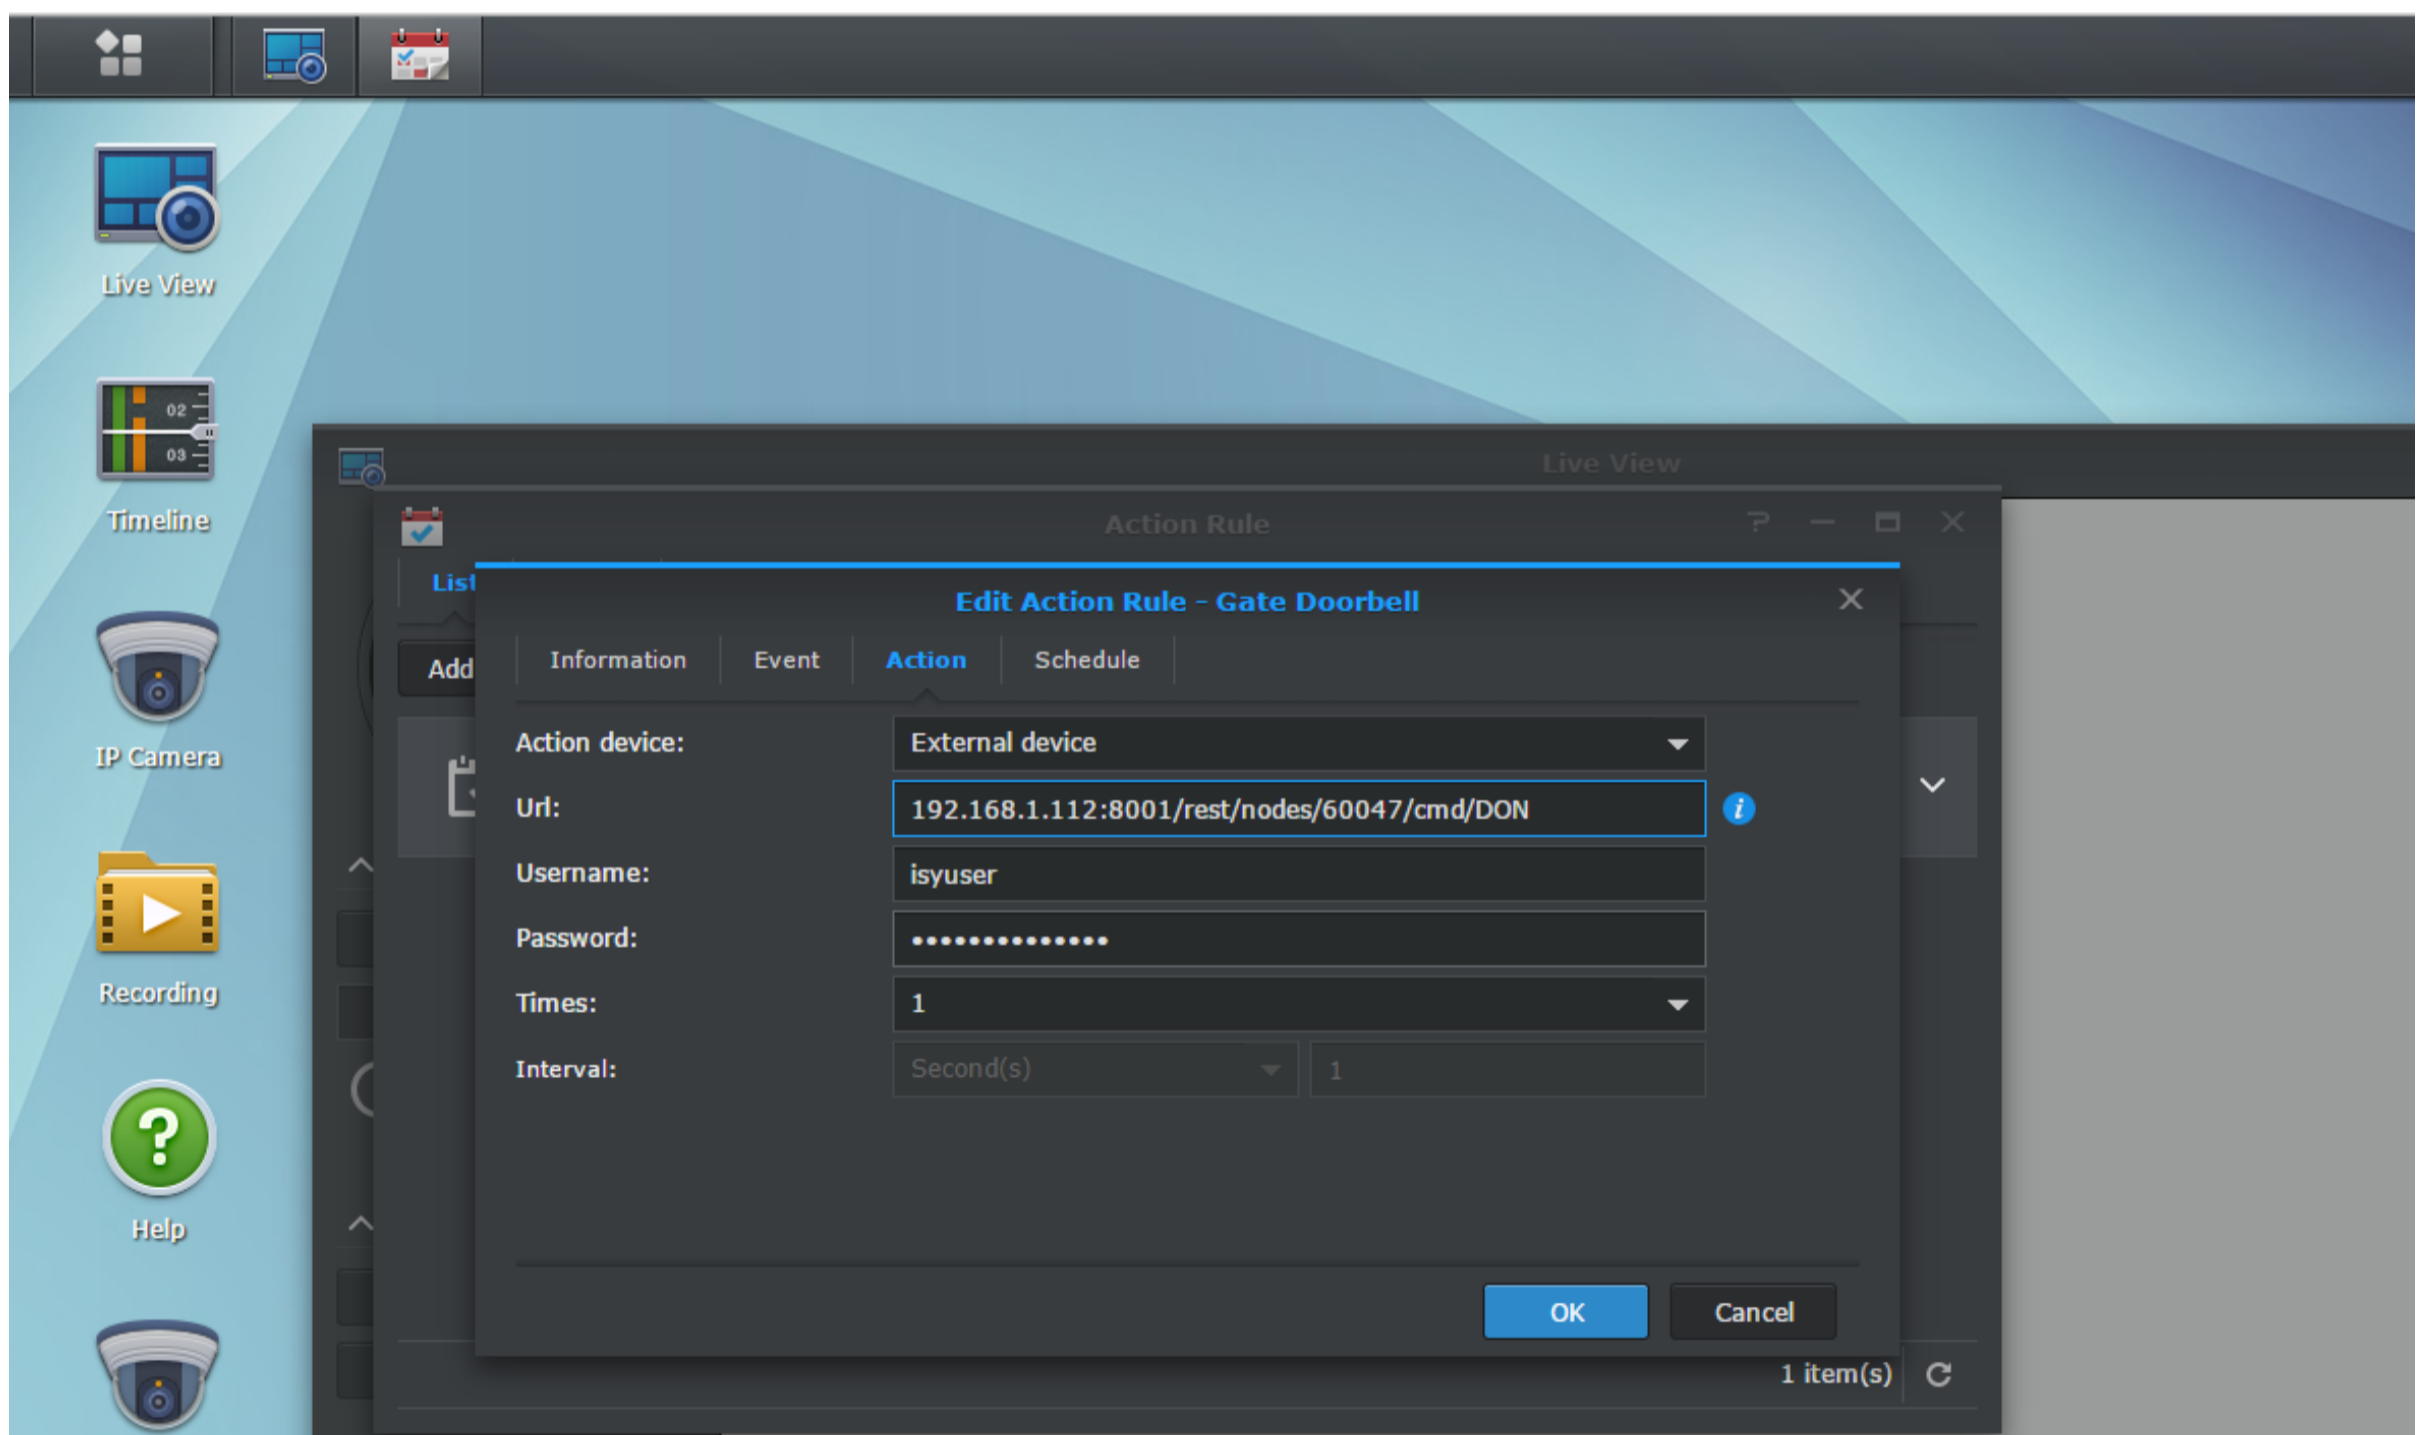 Live View
02
03
Timeline
IP Camera
Recording
Help
Live View
Action Rule
List
Add
Edit Action Rule - Gate Doorbell
Information Event Action Schedule
Action device: External device
Url: 192.168.1.112:8001/rest/nodes/60047/cmd/DON
Username: isyuser
Password: ••••••••••••••
Times: 1
Interval: Second(s) 1
OK Cancel
1 item(s)